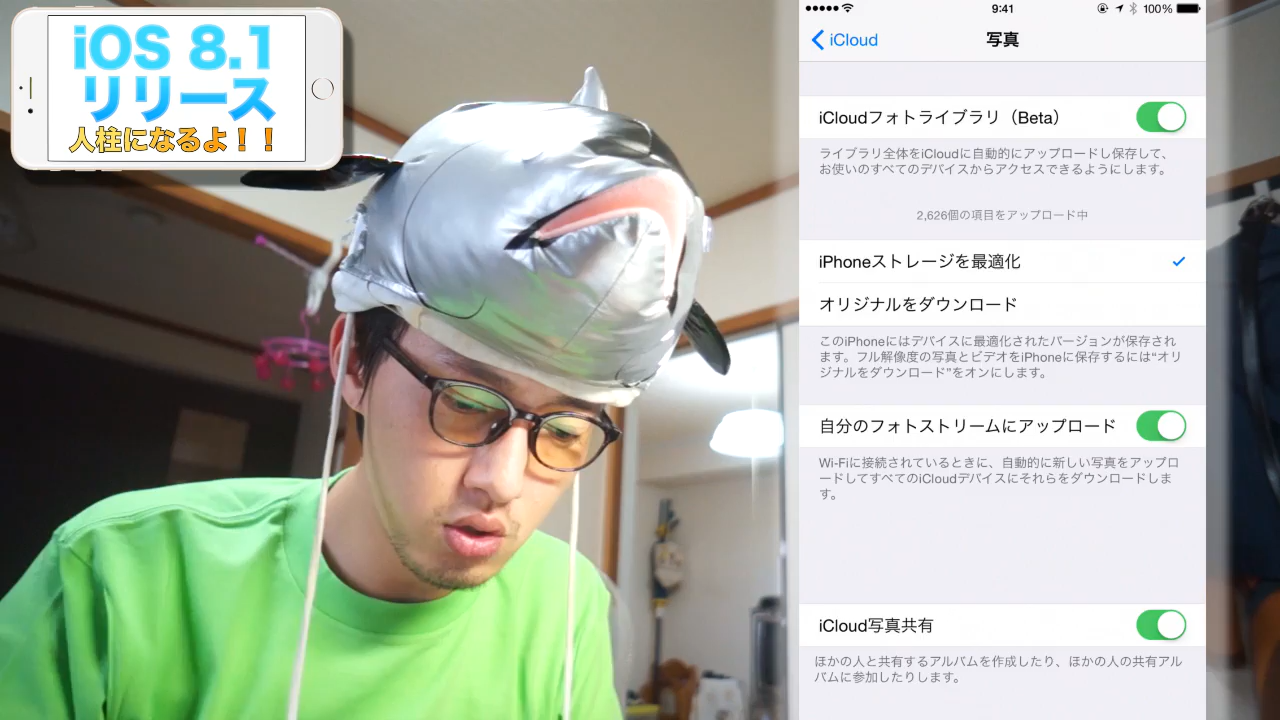 iOS 8.1
リリース
人柱になるよ！！
9:41
100%
iCloud
写真
iCloudフォトライブラリ（Beta）
ライブラリ全体をiCloudに自動的にアップロードし保存して、
お使いのすべてのデバイスからアクセスできるようにします。
2,626個の項目をアップロード中
iPhoneストレージを最適化
オリジナルをダウンロード
このiPhoneにはデバイスに最適化されたバージョンが保存され
ます。フル解像度の写真とビデオをiPhoneに保存するには“オリ
ジナルをダウンロード”をオンにします。
自分のフォトストリームにアップロード
Wi-Fiに接続されているときに、自動的に新しい写真をアップロ
ードしてすべてのiCloudデバイスにそれらをダウンロードしま
す。
iCloud写真共有
ほかの人と共有するアルバムを作成したり、ほかの人の共有アル
バムに参加したりします。